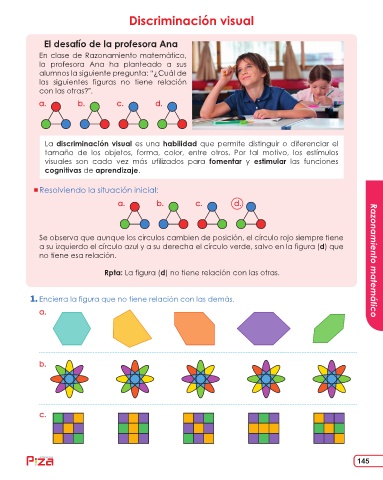 Discriminación visual
El desafío de la profesora Ana
En clase de Razonamiento matemático,
la profesora Ana ha planteado a sus
alumnos la siguiente pregunta: “¿Cuál de
las siguientes figuras no tiene relación
con las otras?”.
a. b. c. d.
La discriminación visual es una habilidad que permite distinguir o diferenciar el
tamaño de los objetos, forma, color, entre otros. Por tal motivo, los estímulos
visuales son cada vez más utilizados para fomentar y estimular las funciones
cognitivas de aprendizaje.
Resolviendo la situación inicial:
a. b. c. d.
Se observa que aunque los círculos cambien de posición, el círculo rojo siempre tiene
a su izquierda el círculo azul y a su derecha el círculo verde, salvo en la figura (d) que
no tiene esa relación.
Rpta: La figura (d) no tiene relación con las otras.
1. Encierra la figura que no tiene relación con las demás.
a.
b.
c.
Razonamiento matemático
Piza
145